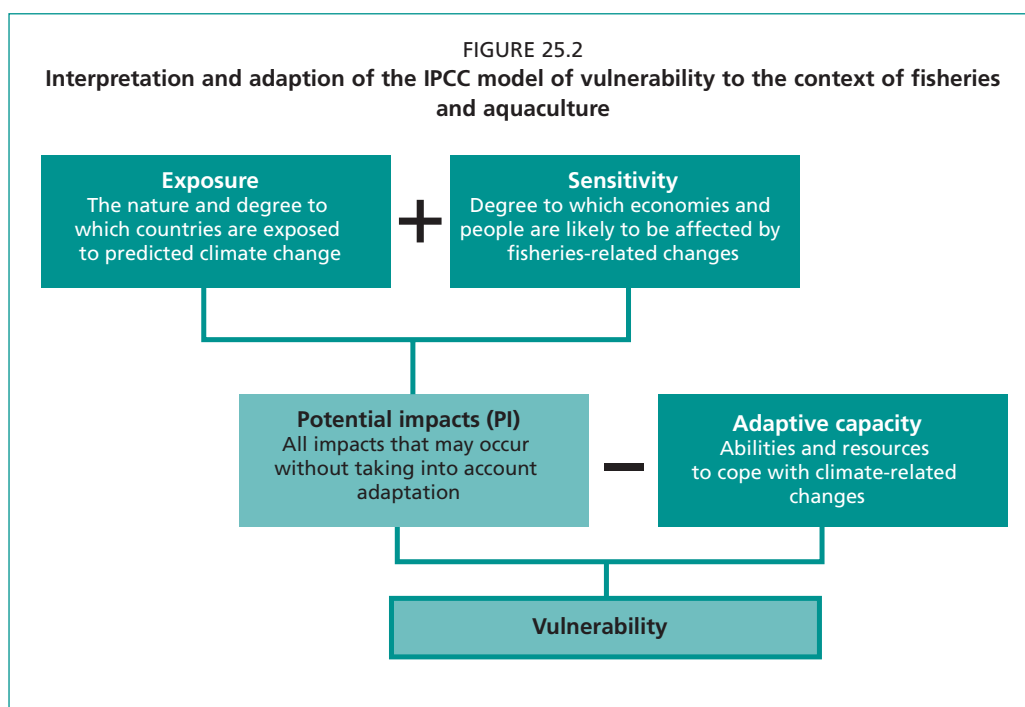 FIGURE 25.2
Interpretation and adaption of the IPCC model of vulnerability to the context of fisheries
and aquaculture
Exposure
The nature and degree to
which countries are exposed
to predicted climate change
+
Sensitivity
Degree to which economies and
people are likely to be affected by
fisheries-related changes
Potential impacts (PI)
All impacts that may occur
without taking into account
adaptation
–
Adaptive capacity
Abilities and resources
to cope with climate-related
changes
Vulnerability